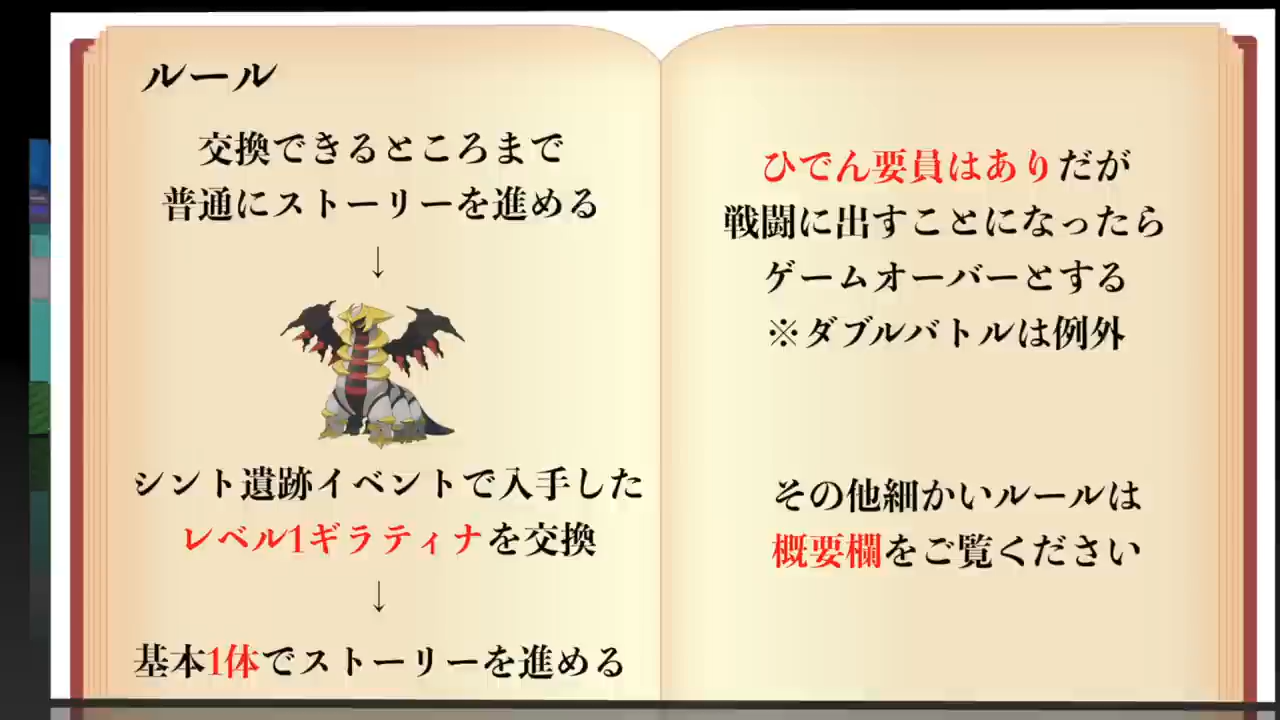 ルール
交換できるところまで
普通にストーリーを進める
↓
シント遺跡イベントで入手した
レベル1ギラティナを交換
↓
基本1体でストーリーを進める
ひでん要員はありだが
戦闘に出すことになったら
ゲームオーバーとする
※ダブルバトルは例外
その他細かいルールは
概要欄をご覧ください